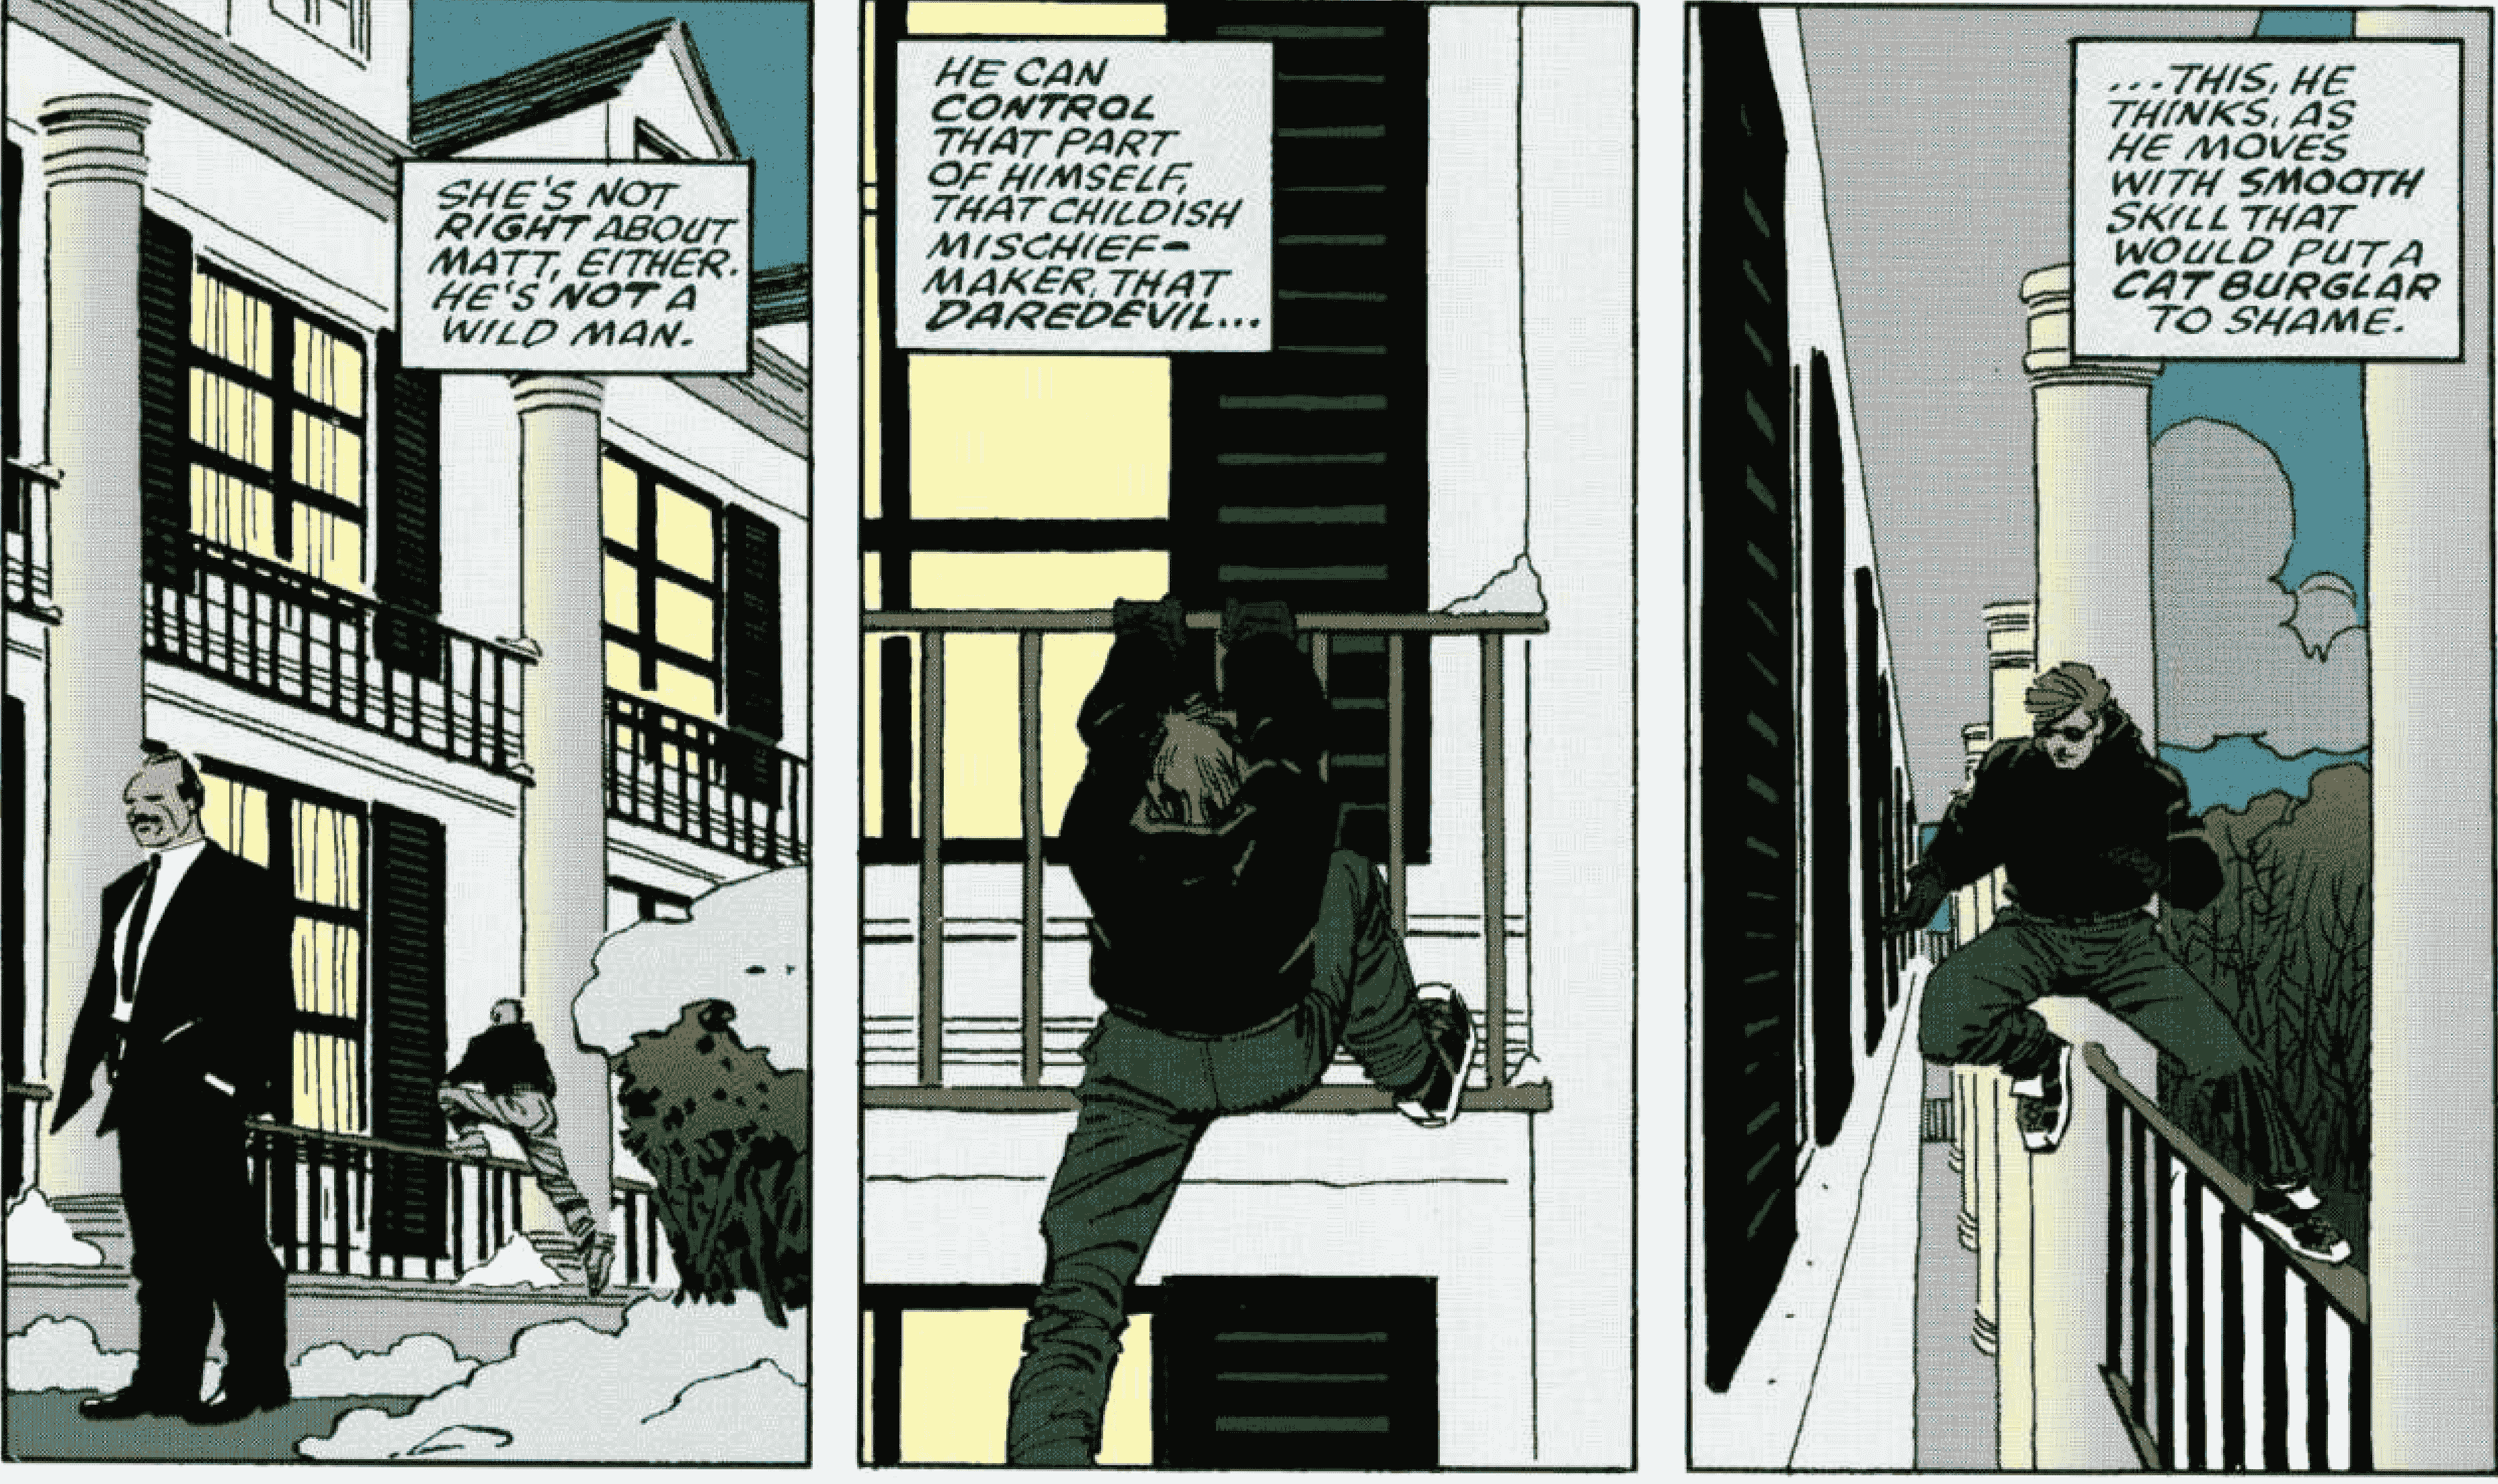 SHE'S NOT
RIGHT ABOUT
MATT, EITHER.
HE'S NOT A
WILD MAN.
HE CAN
CONTROL
THAT PART
OF HIMSELF,
THAT CHILDISH
MISCHIEF-
MAKER, THAT
DAREDEVIL...
...THIS, HE
THINKS, AS
HE MOVES
WITH SMOOTH
SKILL THAT
WOULD PUT A
CAT BURGLAR
TO SHAME.